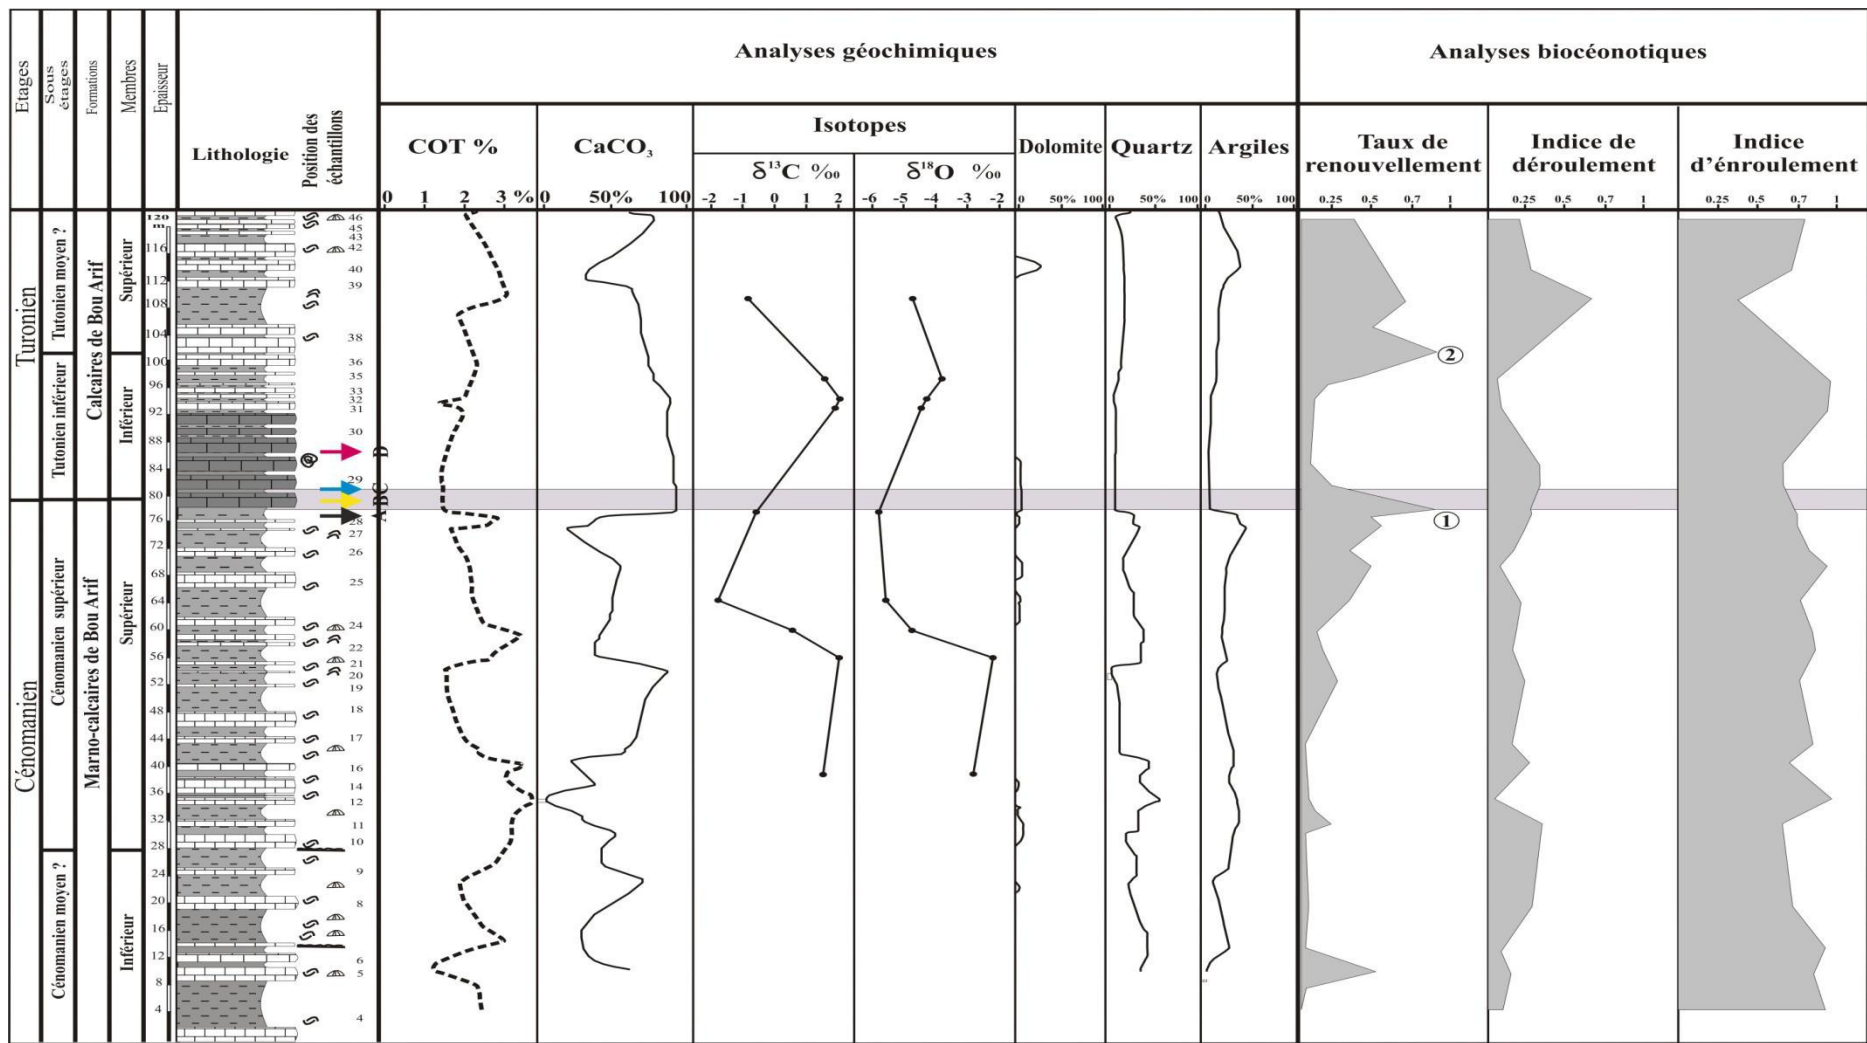 Analyses géochimiques
Analyses biocéonotiques
Etages
Sous étages
Formations
Membres
Epaisseur
Lithologie
Position des échantillons
COT %
CaCO₃
Isotopes
δ¹³C ‰
δ¹⁸O ‰
Dolomite
Quartz
Argiles
Taux de renouvellement
Indice de déroulement
Indice d'énroulement
0 1 2 3 %
0 50% 100
-2 -1 0 1 2
-6 -5 -4 -3 -2
0 50% 100
0 50% 100
0 50% 100
0.25 0.5 0.7 1
0.25 0.5 0.7 1
0.25 0.5 0.7 1
Turonien
Cénomanien
Tutonien moyen ?
Tutonien inférieur
Cénomanien supérieur
Cénomanien moyen ?
Calcaires de Bou Arif
Marno-calcaires de Bou Arif
Supérieur
Inférieur
Supérieur
Inférieur
120
m
116
112
108
104
100
96
92
88
84
80
76
72
68
64
60
56
52
48
44
40
36
32
28
24
20
16
12
8
4
46
45
43
42
40
39
38
36
35
33
32
31
30
29
28
27
26
25
24
22
21
20
19
18
17
16
14
12
11
10
9
8
6
5
4
D
C
B
A
2
1